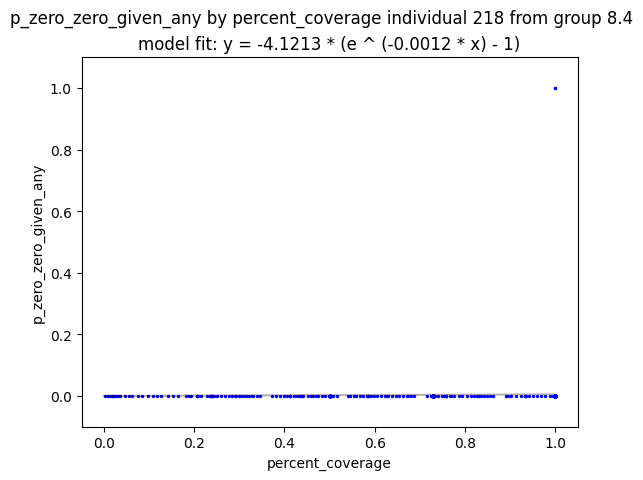 p_zero_zero_given_any by percent_coverage individual 218 from group 8.4
model fit: y = -4.1213 * (e ^ (-0.0012 * x) - 1)
1.0
0.8
0.6
0.4
0.2
0.0
p_zero_zero_given_any
0.0 0.2 0.4 0.6 0.8 1.0
percent_coverage